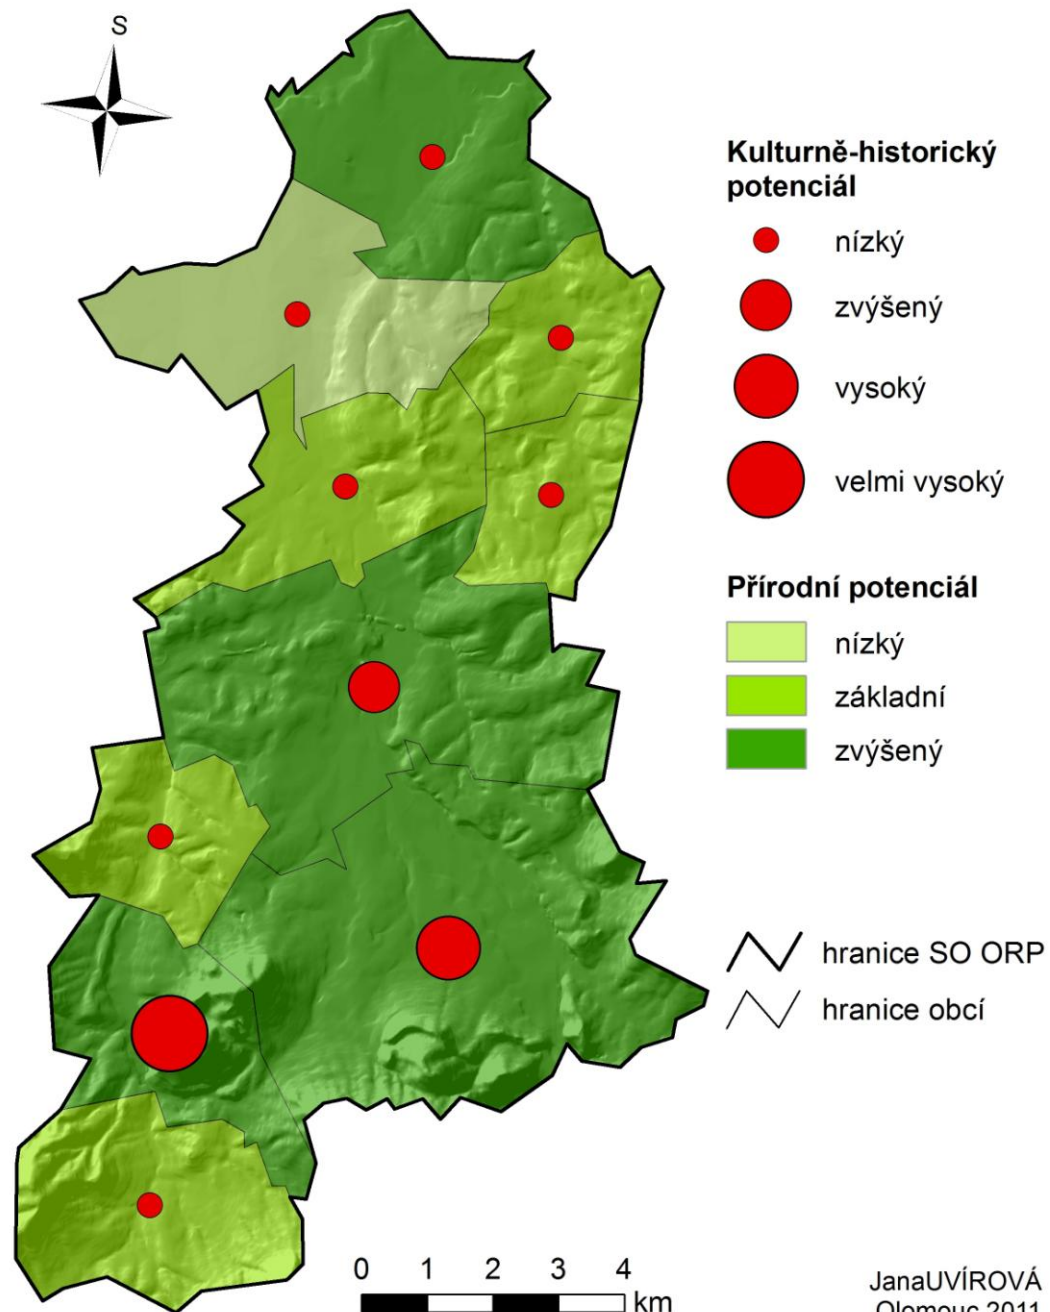 S
Kulturně-historický
potenciál
nízký
zvýšený
vysoký
velmi vysoký
Přírodní potenciál
nízký
základní
zvýšený
hranice SO ORP
hranice obcí
0 1 2 3 4
km
JanaUVÍROVÁ
Olomouc 2011